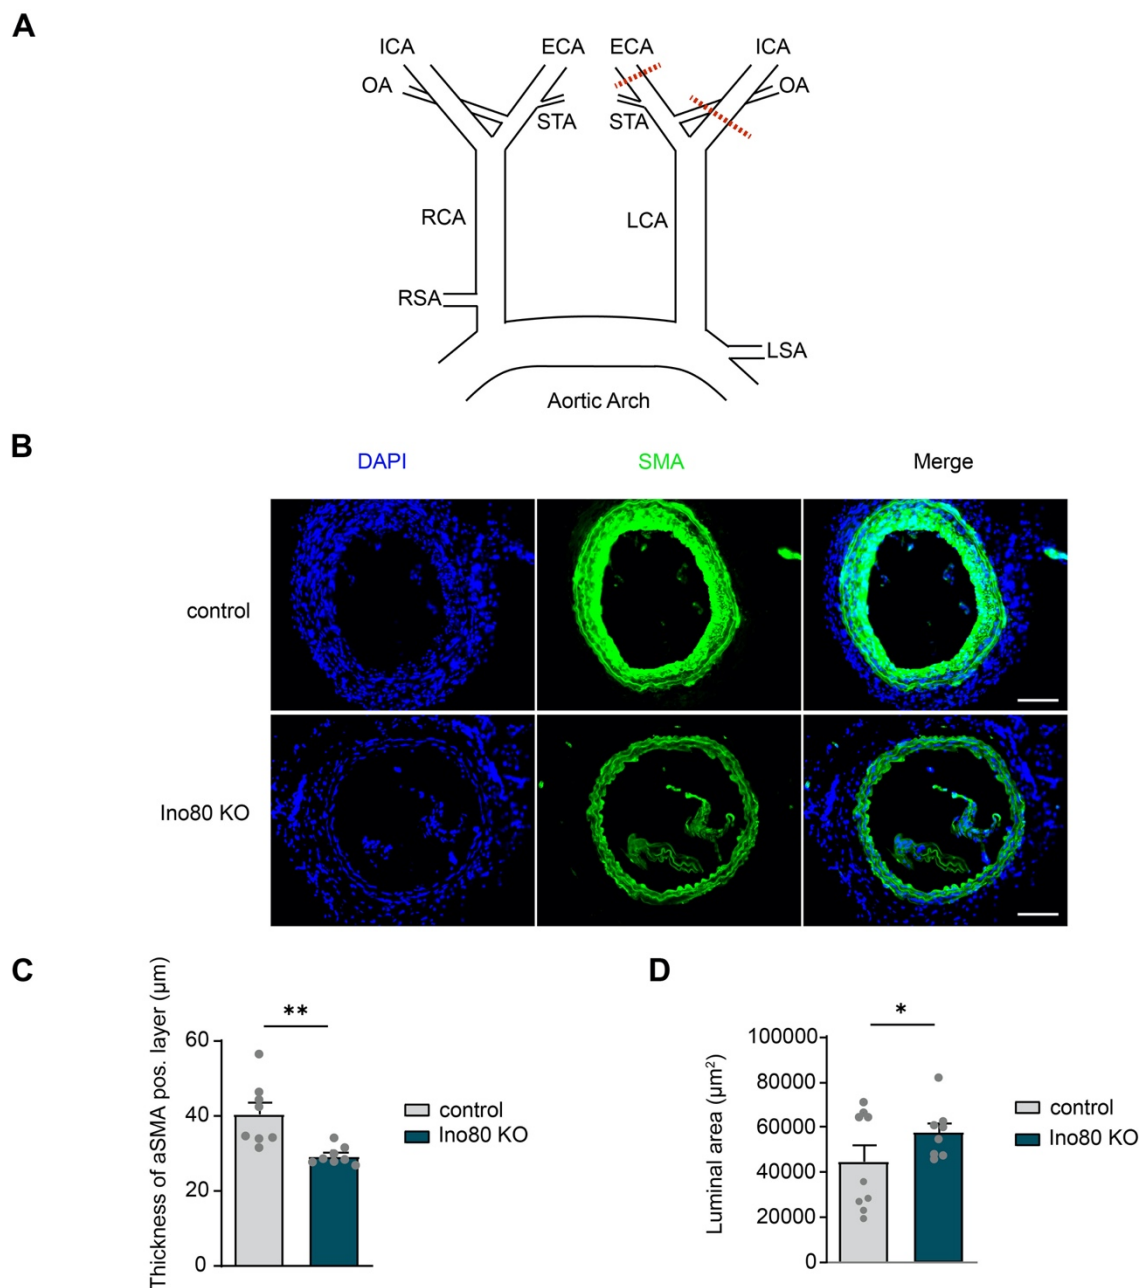 A
ICA
ECA
ECA
ICA
OA
OA
STA
STA
RCA
LCA
RSA
LSA
Aortic Arch
B
DAPI
SMA
Merge
control
Ino80 KO
C
Thickness of aSMA pos. layer (µm)
60
40
20
0
**
control
Ino80 KO
D
Luminal area (µm²)
100000
80000
60000
40000
20000
0
*
control
Ino80 KO